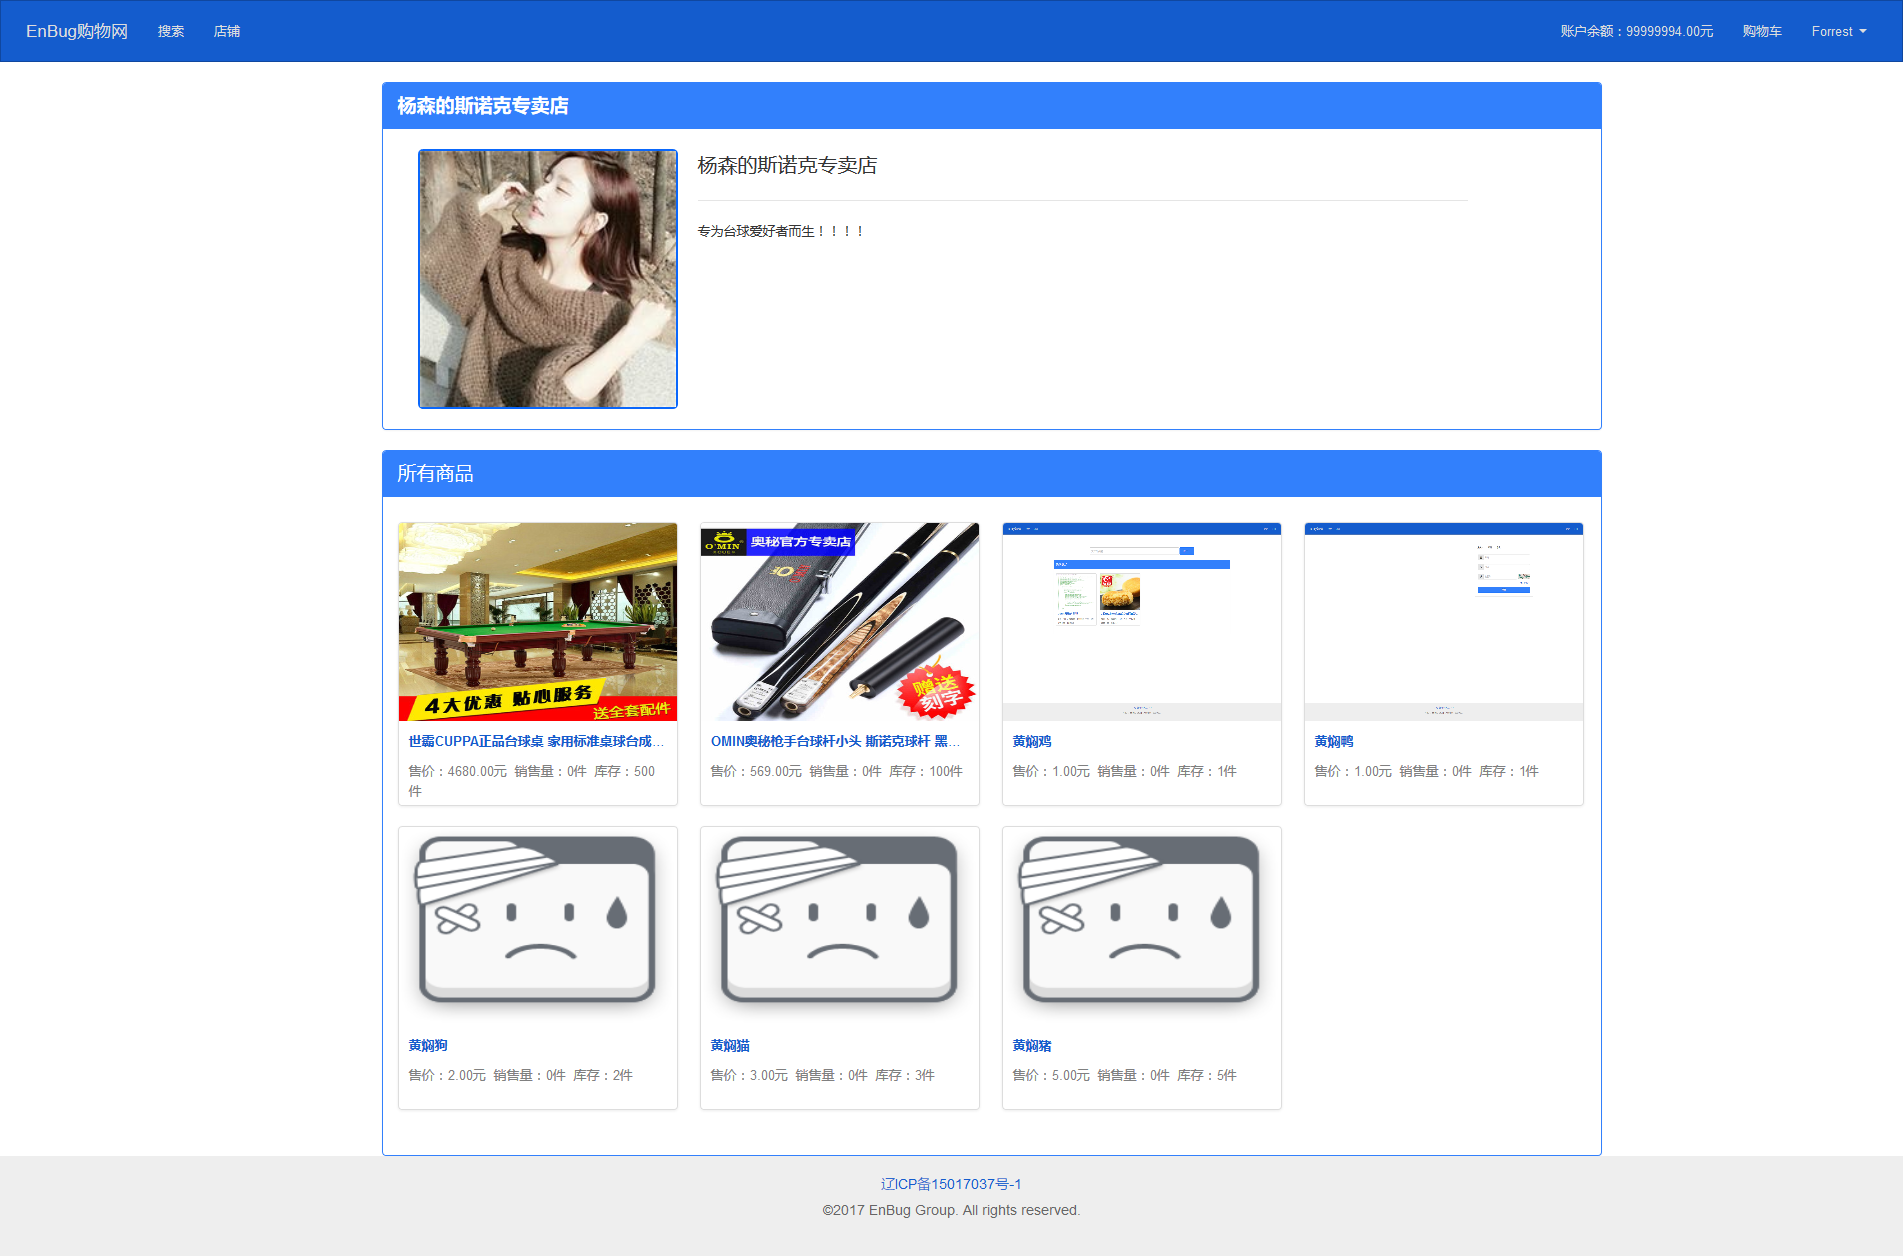 EnBug购物网 搜索 店铺 账户余额：99999994.00元 购物车 Forrest
杨森的斯诺克专卖店
杨森的斯诺克专卖店
专为台球爱好者而生！！！！
所有商品
4大优惠 贴心服务
送全套配件
O'MIN
奥秘官方专卖店
赠送
刻字
世霸CUPPA正品台球桌 家用标准桌球台成...
售价：4680.00元 销售量：0件 库存：500
件
OMIN奥秘枪手台球杆小头 斯诺克球杆 黑...
售价：569.00元 销售量：0件 库存：100件
黄焖鸡
售价：1.00元 销售量：0件 库存：1件
黄焖鸭
售价：1.00元 销售量：0件 库存：1件
黄焖狗
售价：2.00元 销售量：0件 库存：2件
黄焖猫
售价：3.00元 销售量：0件 库存：3件
黄焖猪
售价：5.00元 销售量：0件 库存：5件
辽ICP备15017037号-1
©2017 EnBug Group. All rights reserved.